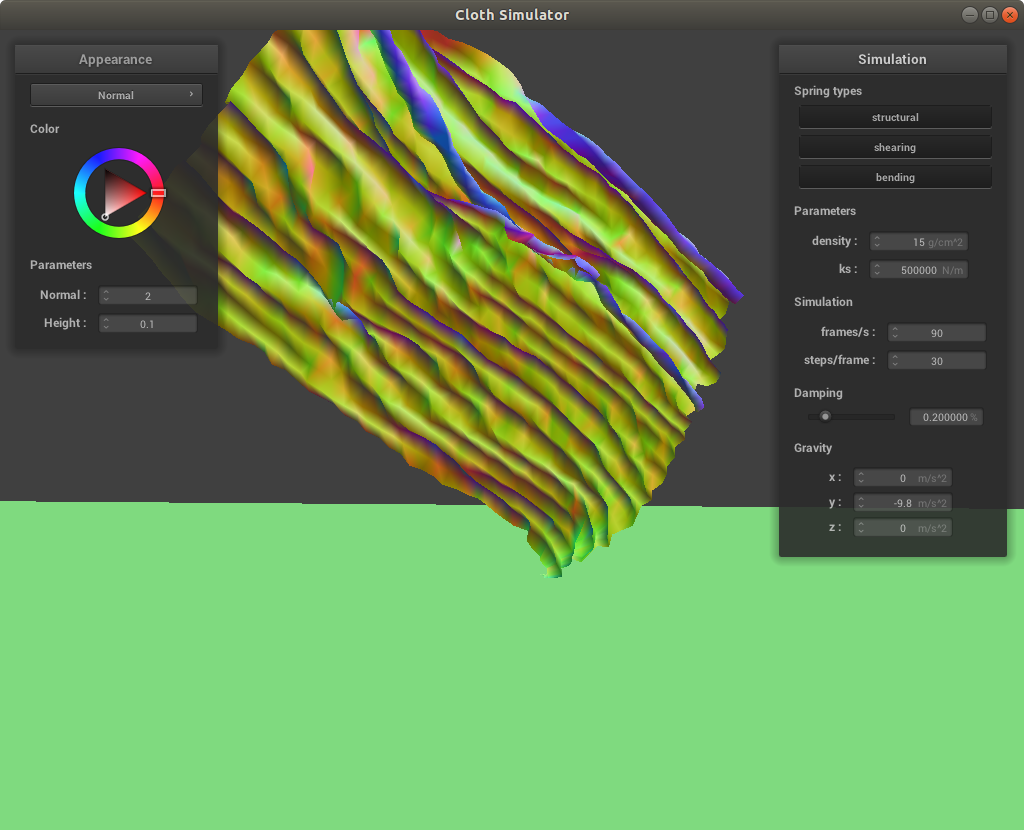 Cloth Simulator
Appearance
Normal
Color
Parameters
Normal : 2
Height : 0.1
Simulation
Spring types
structural
shearing
bending
Parameters
density : 15 g/cm^2
ks : 500000 N/m
Simulation
frames/s : 90
steps/frame : 30
Damping
0.200000 %
Gravity
x : 0 m/s^2
y : -9.8 m/s^2
z : 0 m/s^2